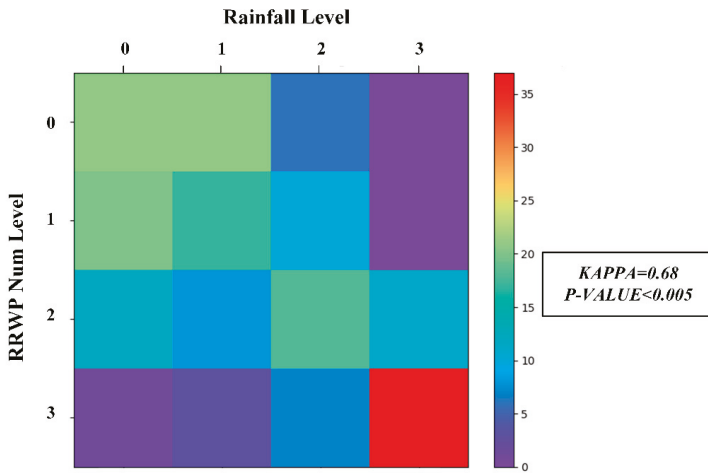 Rainfall Level
0 1 2 3
RRWP Num Level
0
1
2
3
35
30
25
20
15
10
5
0
KAPPA=0.68
P-VALUE<0.005